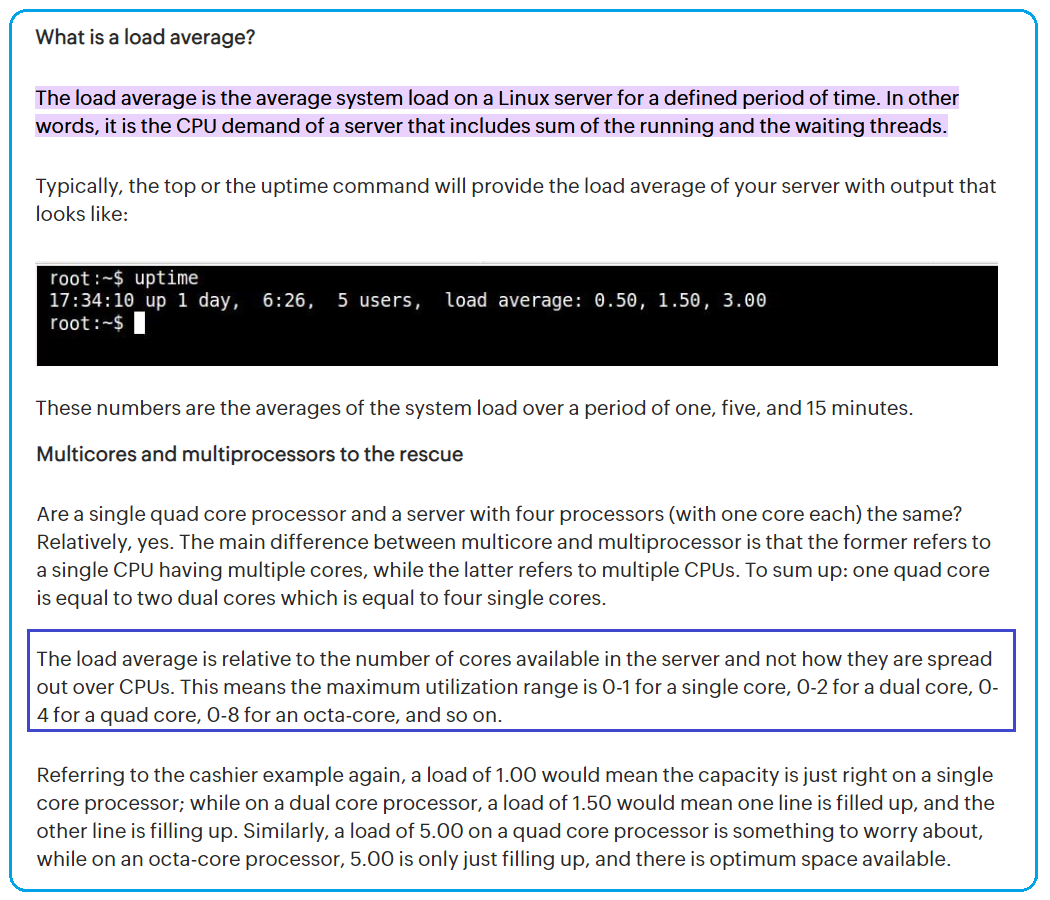 What is a load average?
The load average is the average system load on a Linux server for a defined period of time. In other
words, it is the CPU demand of a server that includes sum of the running and the waiting threads.
Typically, the top or the uptime command will provide the load average of your server with output that
looks like:
root:~$ uptime
17:34:10 up 1 day,  6:26,  5 users,  load average: 0.50, 1.50, 3.00
root:~$
These numbers are the averages of the system load over a period of one, five, and 15 minutes.
Multicores and multiprocessors to the rescue
Are a single quad core processor and a server with four processors (with one core each) the same?
Relatively, yes. The main difference between multicore and multiprocessor is that the former refers to
a single CPU having multiple cores, while the latter refers to multiple CPUs. To sum up: one quad core
is equal to two dual cores which is equal to four single cores.
The load average is relative to the number of cores available in the server and not how they are spread
out over CPUs. This means the maximum utilization range is 0-1 for a single core, 0-2 for a dual core, 0-
4 for a quad core, 0-8 for an octa-core, and so on.
Referring to the cashier example again, a load of 1.00 would mean the capacity is just right on a single
core processor; while on a dual core processor, a load of 1.50 would mean one line is filled up, and the
other line is filling up. Similarly, a load of 5.00 on a quad core processor is something to worry about,
while on an octa-core processor, 5.00 is only just filling up, and there is optimum space available.